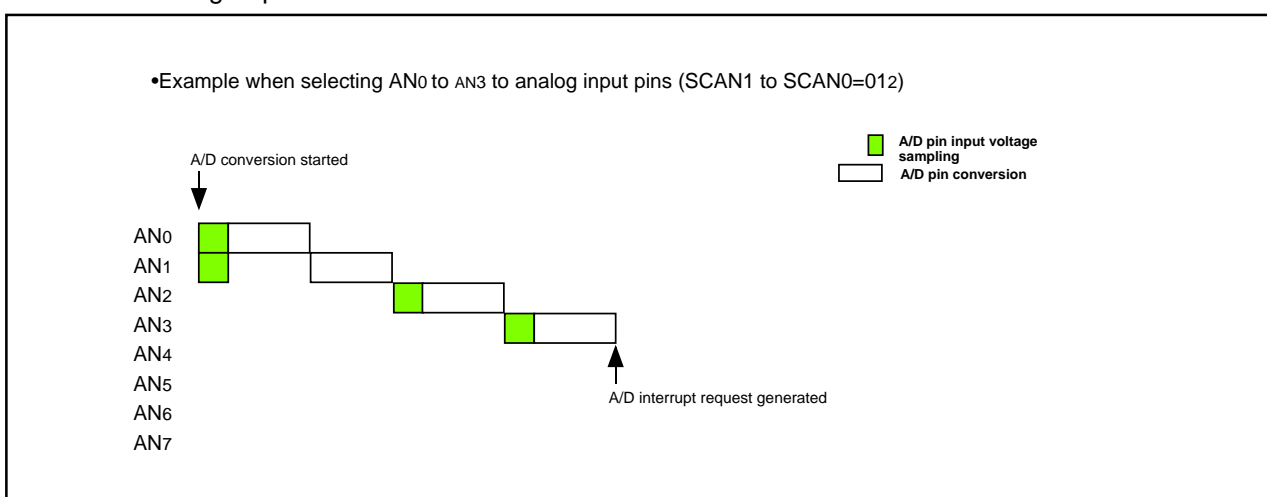 •Example when selecting AN0 to AN3 to analog input pins (SCAN1 to SCAN0=012)
A/D pin input voltage
sampling
A/D pin conversion
A/D conversion started
AN0
AN1
AN2
AN3
AN4
AN5
AN6
AN7
A/D interrupt request generated